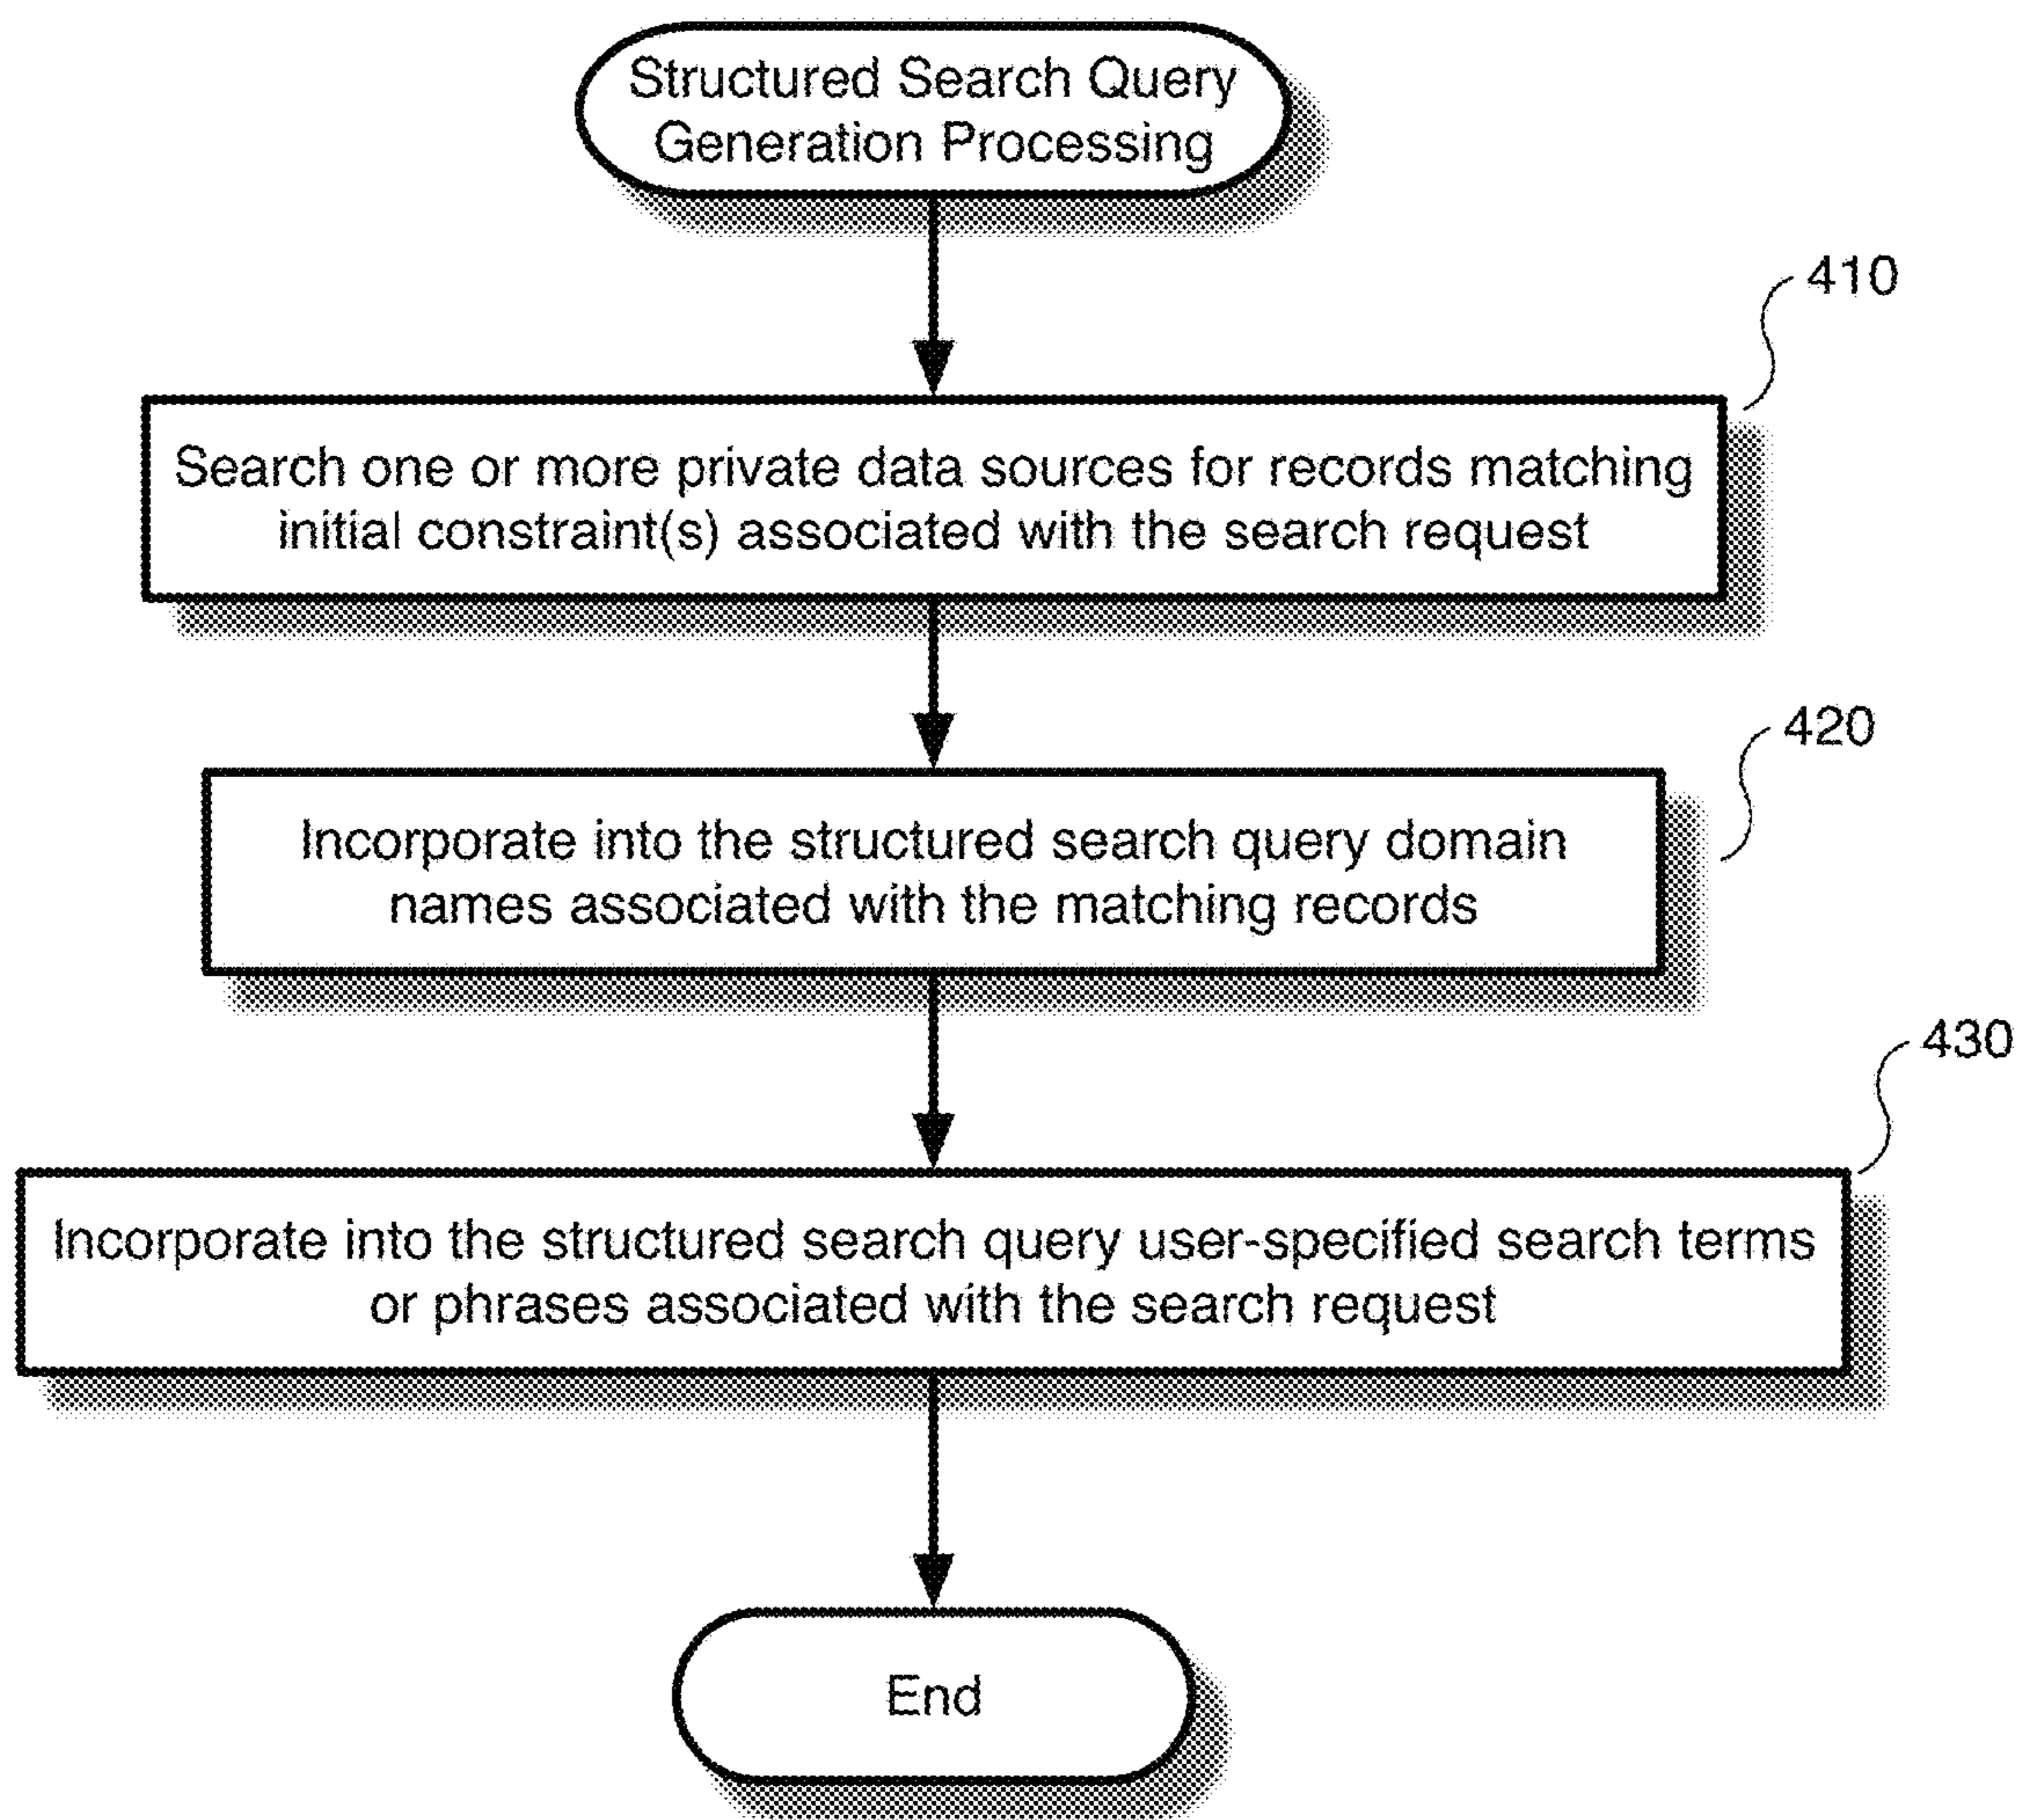 Structured Search Query
Generation Processing
410
Search one or more private data sources for records matching
initial constraint(s) associated with the search request
420
Incorporate into the structured search query domain
names associated with the matching records
430
Incorporate into the structured search query user-specified search terms
or phrases associated with the search request
End